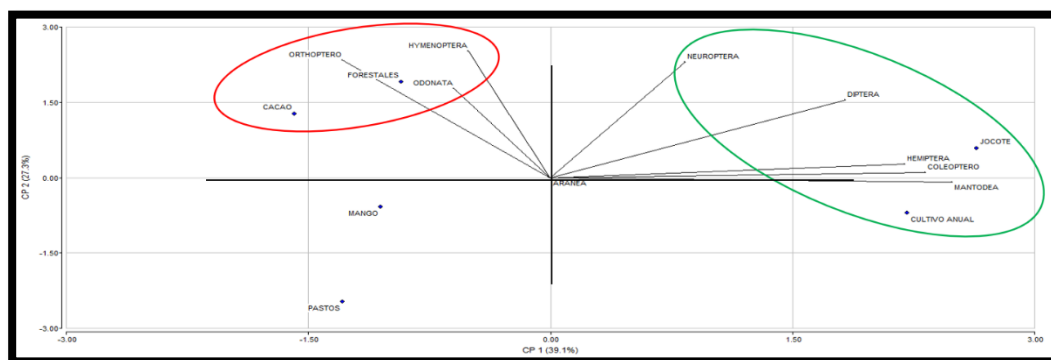 3.00
HYMENOPTERA
ORTHOPTERO
NEUROPTERA
FORESTALES
ODONATA
1.50
CACAO
DIPTERA
JOCOTE
HEMIPTERA
COLEOPTERO
CP 2 (27.3%)
0.00
ARANEA
MANTODEA
MANGO
CULTIVO ANUAL
-1.50
PASTOS
-3.00
-3.00
-1.50
0.00
1.50
3.00
CP 1 (39.1%)